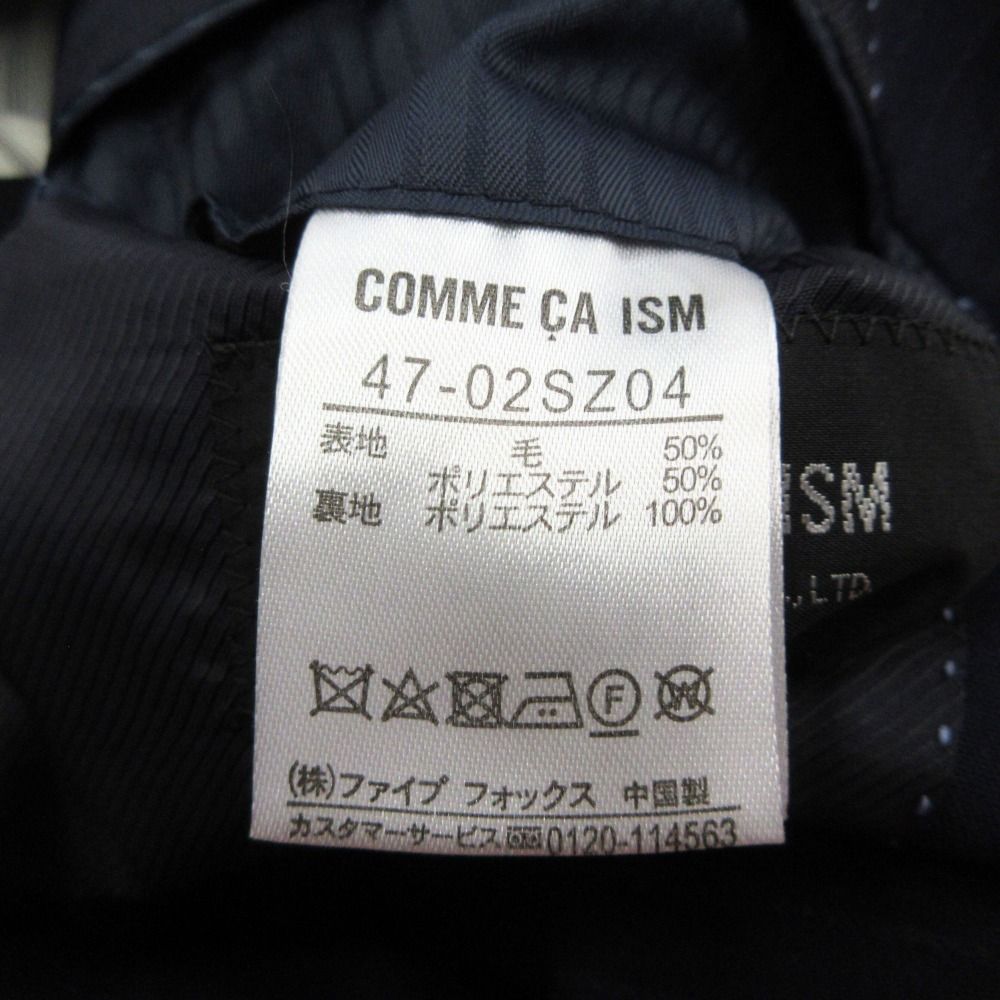 COMME ÇA ISM
47-02SZ04
表地 毛 50%
ポリエステル 50%
裏地 ポリエステル 100%
F
W
(株)ファイブ フォックス 中国製
カスタマーサービス 0120-114563
ISM
., LTD